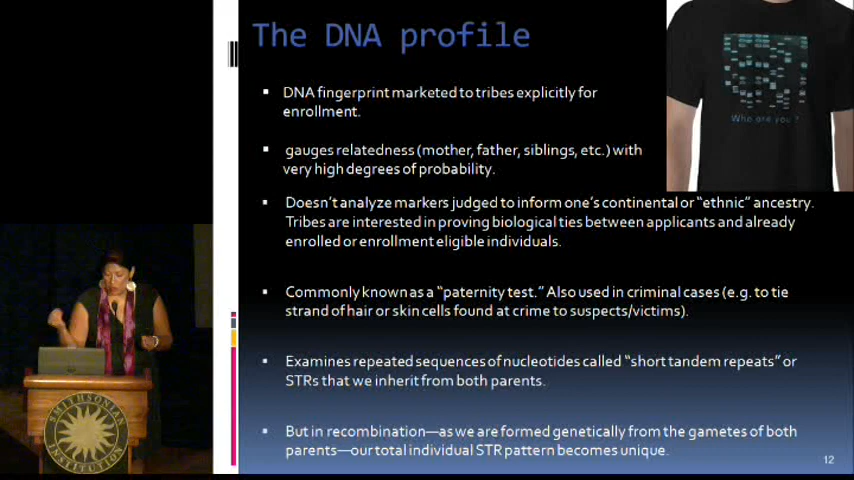 The DNA profile
DNA fingerprint marketed to tribes explicitly for
enrollment.
gauges relatedness (mother, father, siblings, etc.) with
very high degrees of probability.
Doesn't analyze markers judged to inform one's continental or "ethnic" ancestry.
Tribes are interested in proving biological ties between applicants and already
enrolled or enrollment eligible individuals.
Commonly known as a "paternity test." Also used in criminal cases (e.g. to tie
strand of hair or skin cells found at crime to suspects/victims).
Examines repeated sequences of nucleotides called "short tandem repeats" or
STRs that we inherit from both parents.
But in recombination—as we are formed genetically from the gametes of both
parents—our total individual STR pattern becomes unique.
12
Who are you?
SMITHSONIAN
INSTITUTION